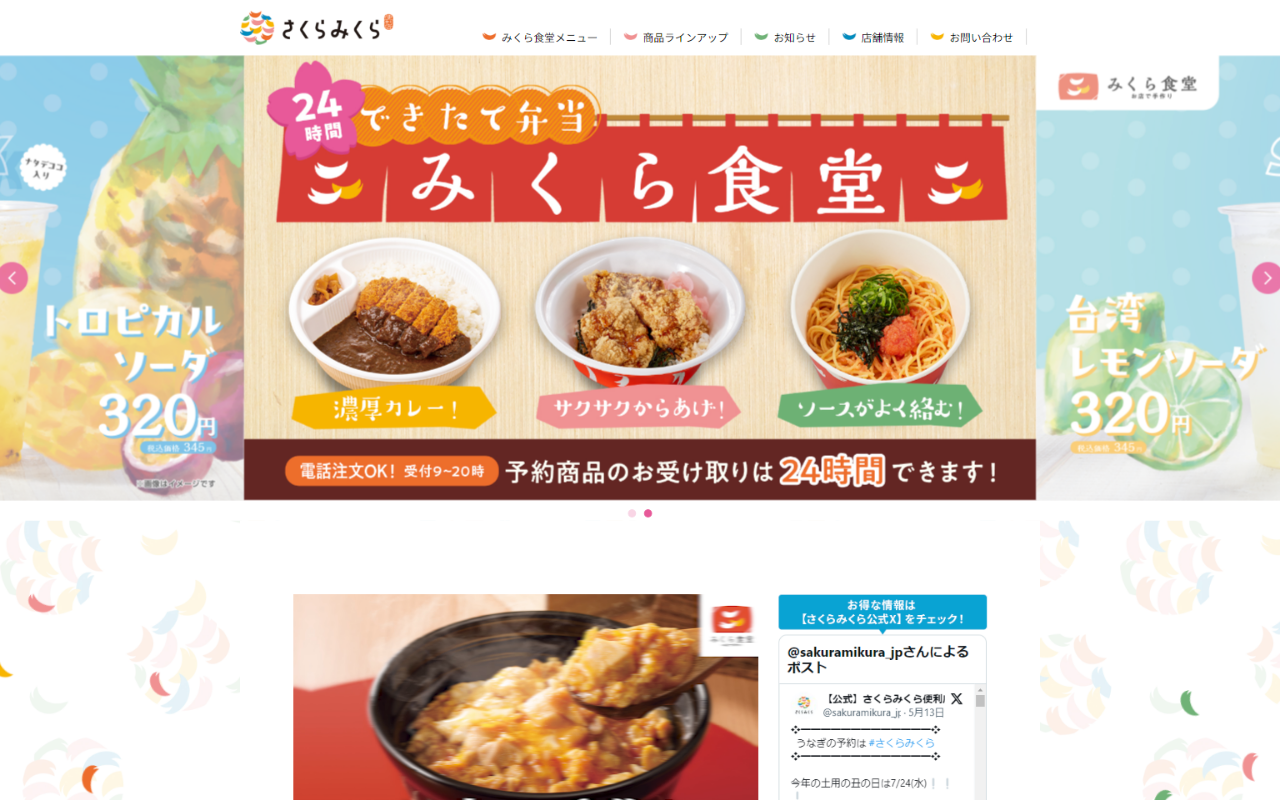 さくらみくら
みくら食堂メニュー
商品ラインアップ
お知らせ
店舗情報
お問い合わせ
ナタデココ
入り
トロピカル
ソーダ
320円
税込価格 345円
※画像はイメージです
24
時間
できたて弁当
みくら食堂
濃厚カレー!
サクサクからあげ!
ソースがよく絡む!
電話注文OK! 受付9~20時 予約商品のお受け取りは24時間できます!
みくら食堂
お店で手作り
台湾
レモンソーダ
320円
税込価格 345円
みくら食堂
お得な情報は
【さくらみくら公式X】をチェック!
@sakuramikura_jpさんによる
ポスト
【公式】さくらみくら便利
@sakuramikura_jp · 5月13日
うなぎの予約は #さくらみくら
今年の土用の丑の日は7/24(水)❕❕
❕